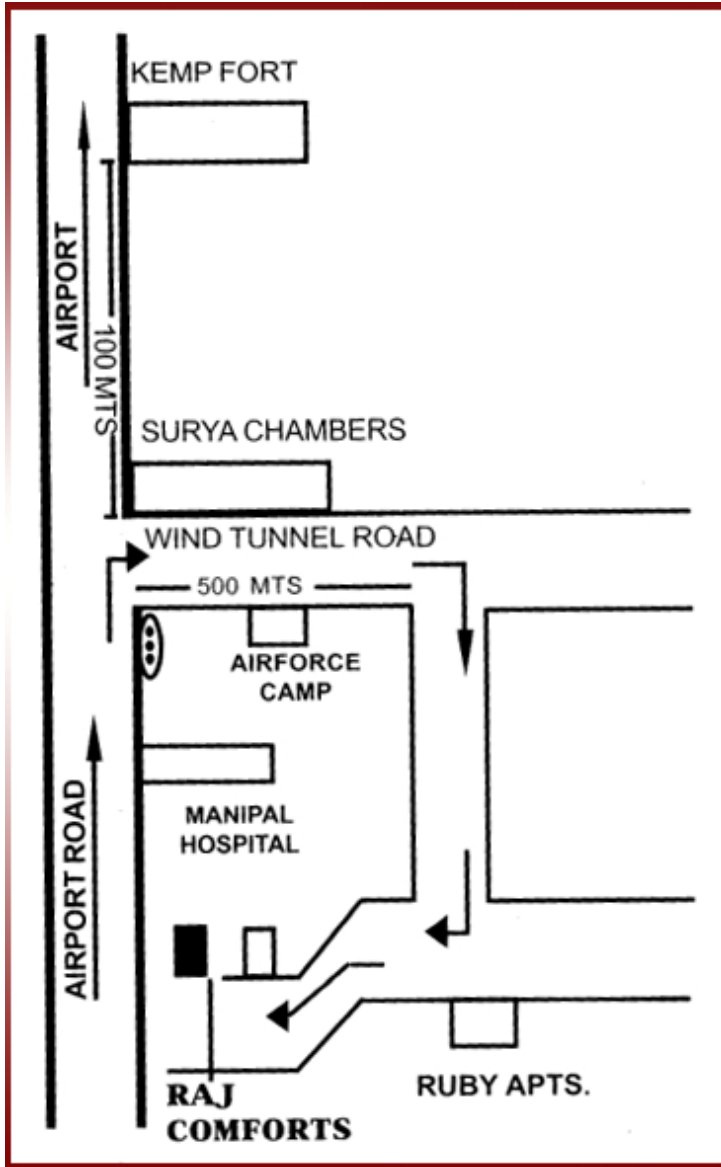 KEMP FORT
AIRPORT
100 MTS
SURYA CHAMBERS
WIND TUNNEL ROAD
500 MTS
AIRFORCE
CAMP
MANIPAL
HOSPITAL
AIRPORT ROAD
RUBY APTS.
RAJ
COMFORTS